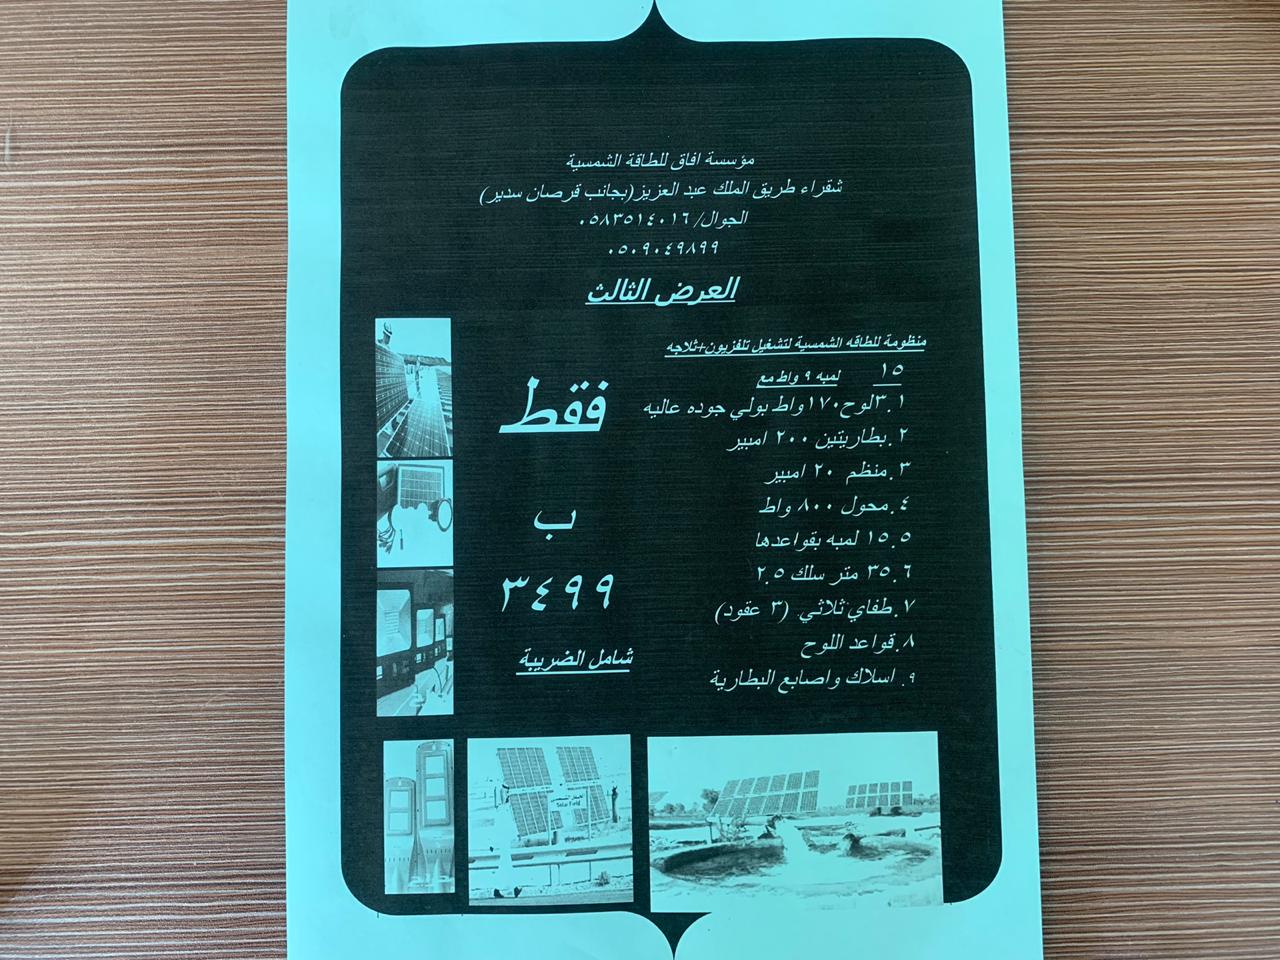 مؤسسة افاق للطاقة الشمسية
شقراء طريق الملك عبد العزيز(بجانب قرصان سدير)
الجوال/ ٠٥٨٣٥١٤٠١٦
٠٥٠٩٠٤٩٨٩٩
العرض الثالث
منظومة للطاقه الشمسية لتشغيل تلفزيون+ثلاجه
١٥ لمبه ٩ واط مع
١.٣لوح١٧٠واط بولي جوده عاليه
٢.بطاريتين ٢٠٠ امبير
٣.منظم ٢٠ امبير
٤.محول ٨٠٠ واط
١٥.٥ لمبه بقواعدها
٣٥.٦ متر سلك ٢.٥
٧.طفاي ثلاثي (٣ عقود)
٨.قواعد اللوح
٩. اسلاك واصابع البطارية
فقط
ب
٣٤٩٩
شامل الضريبة
Solar Field